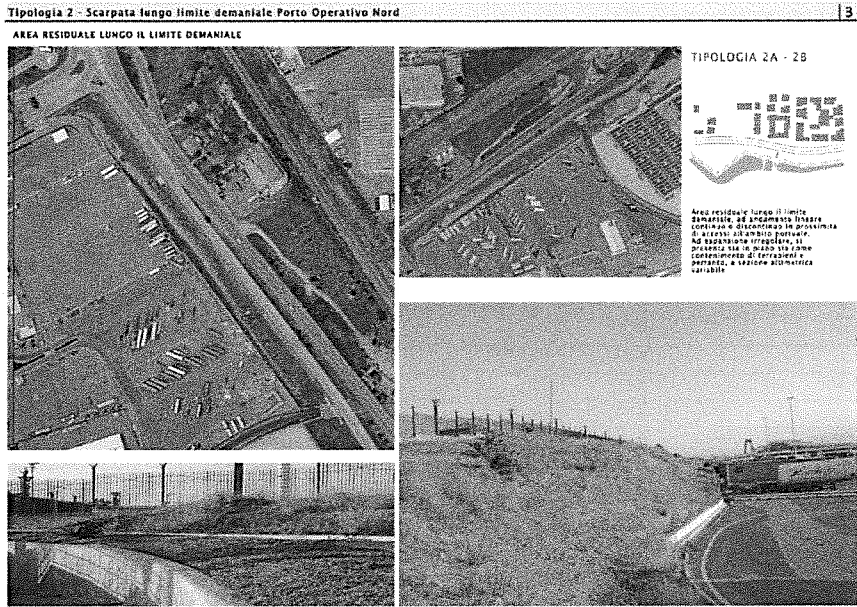 Tipologia 2 - Scarpata lungo limite demaniale Porto Operativo Nord
3
AREA RESIDUALE LUNGO IL LIMITE DEMANIALE
TIPOLOGIA 2A - 2B
Area residuale lungo il limite
demaniale, ad andamento lineare
continuo o discontinuo in prossimità
di accessi all'ambito portuale.
Ad espansione irregolare, si
presenta sia in piano sia come
contenimento di terrapieni e
pertanto, a sezione altimetrica
variabile